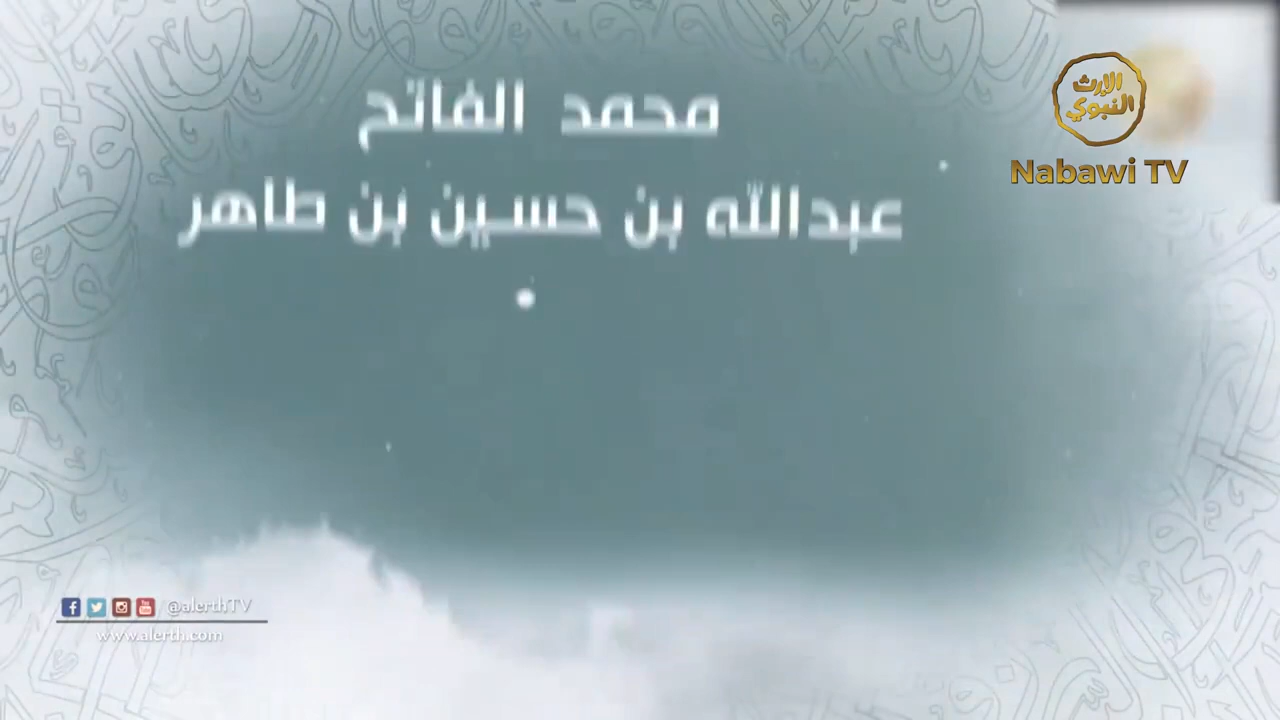 محمد الفاتح
عبدالله بن حسين بن طاهر
الإرث
النبوي
Nabawi TV
@alerthTV
www.alerth.com